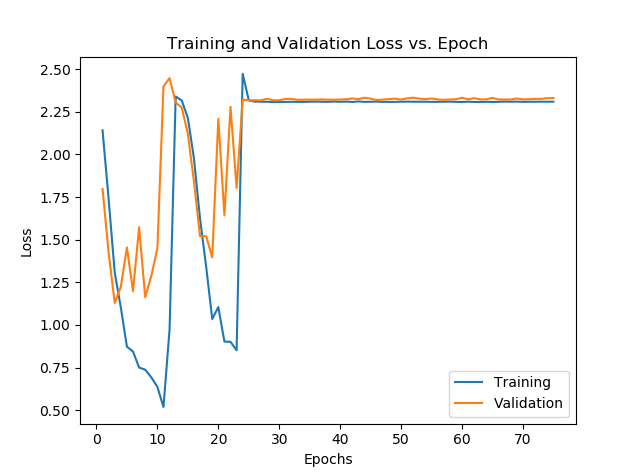 Training and Validation Loss vs. Epoch
2.50
2.25
2.00
1.75
1.50
1.25
1.00
0.75
0.50
Loss
Training
Validation
0 10 20 30 40 50 60 70
Epochs